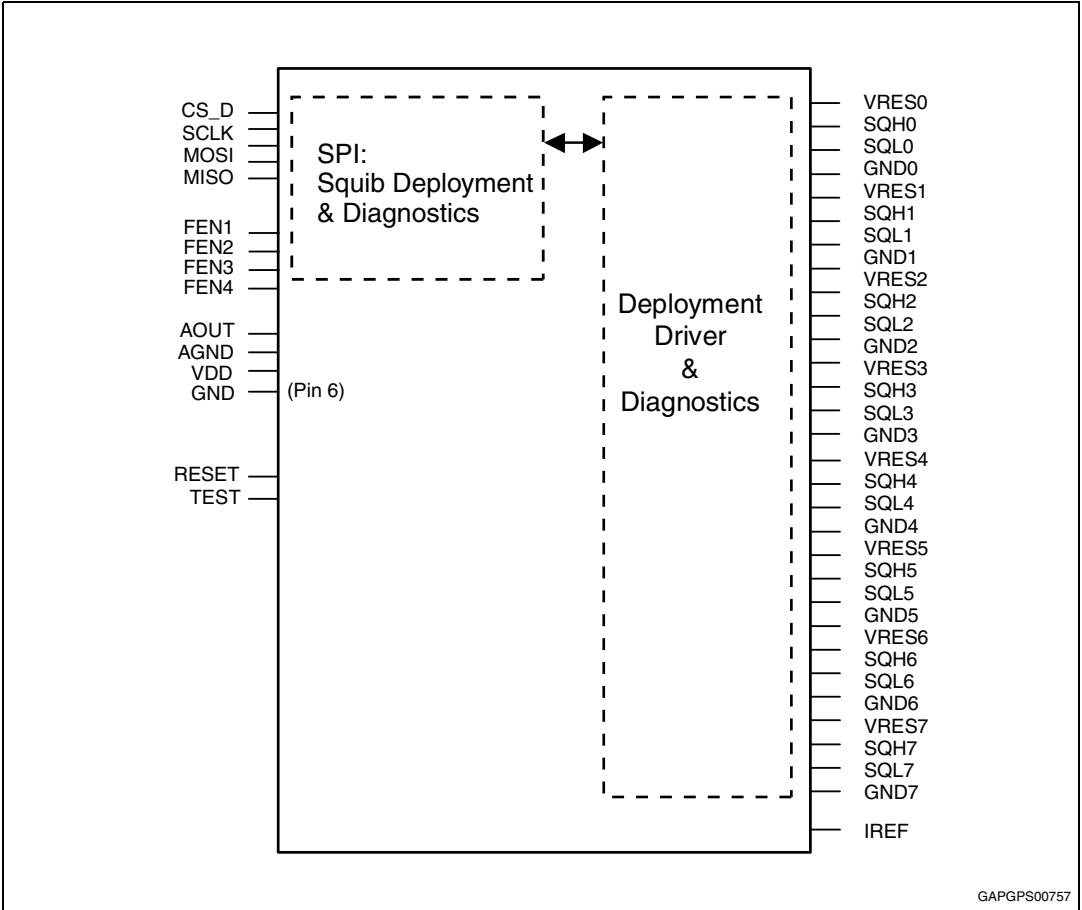 CS_D
SCLK
MOSI
MISO
FEN1
FEN2
FEN3
FEN4
AOUT
AGND
VDD
GND
(Pin 6)
RESET
TEST
SPI:
Squib Deployment
& Diagnostics
Deployment
Driver
&
Diagnostics
VRES0
SQH0
SQL0
GND0
VRES1
SQH1
SQL1
GND1
VRES2
SQH2
SQL2
GND2
VRES3
SQH3
SQL3
GND3
VRES4
SQH4
SQL4
GND4
VRES5
SQH5
SQL5
GND5
VRES6
SQH6
SQL6
GND6
VRES7
SQH7
SQL7
GND7
IREF
GAPGPS00757